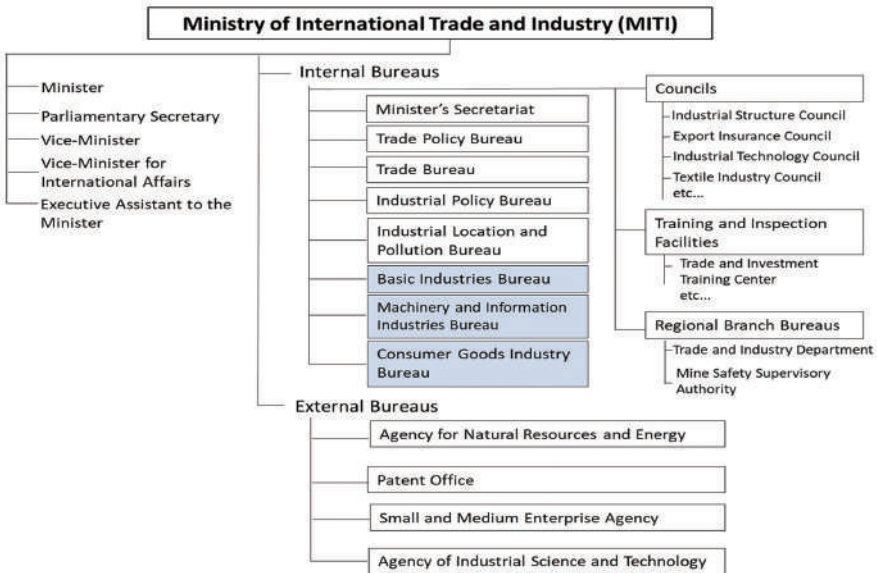 Ministry of International Trade and Industry (MITI)
Minister
Parliamentary Secretary
Vice-Minister
Vice-Minister for
International Affairs
Executive Assistant to the
Minister
Internal Bureaus
Minister's Secretariat
Trade Policy Bureau
Trade Bureau
Industrial Policy Bureau
Industrial Location and
Pollution Bureau
Basic Industries Bureau
Machinery and Information
Industries Bureau
Consumer Goods Industry
Bureau
Councils
Industrial Structure Council
Export Insurance Council
Industrial Technology Council
Textile Industry Council
etc...
Training and Inspection
Facilities
Trade and Investment
Training Center
etc...
Regional Branch Bureaus
Trade and Industry Department
Mine Safety Supervisory
Authority
External Bureaus
Agency for Natural Resources and Energy
Patent Office
Small and Medium Enterprise Agency
Agency of Industrial Science and Technology